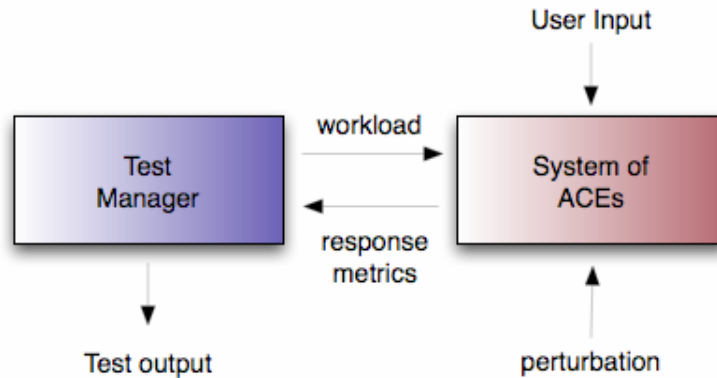 User Input
workload
Test
Manager
System of
ACEs
response
metrics
Test output
perturbation